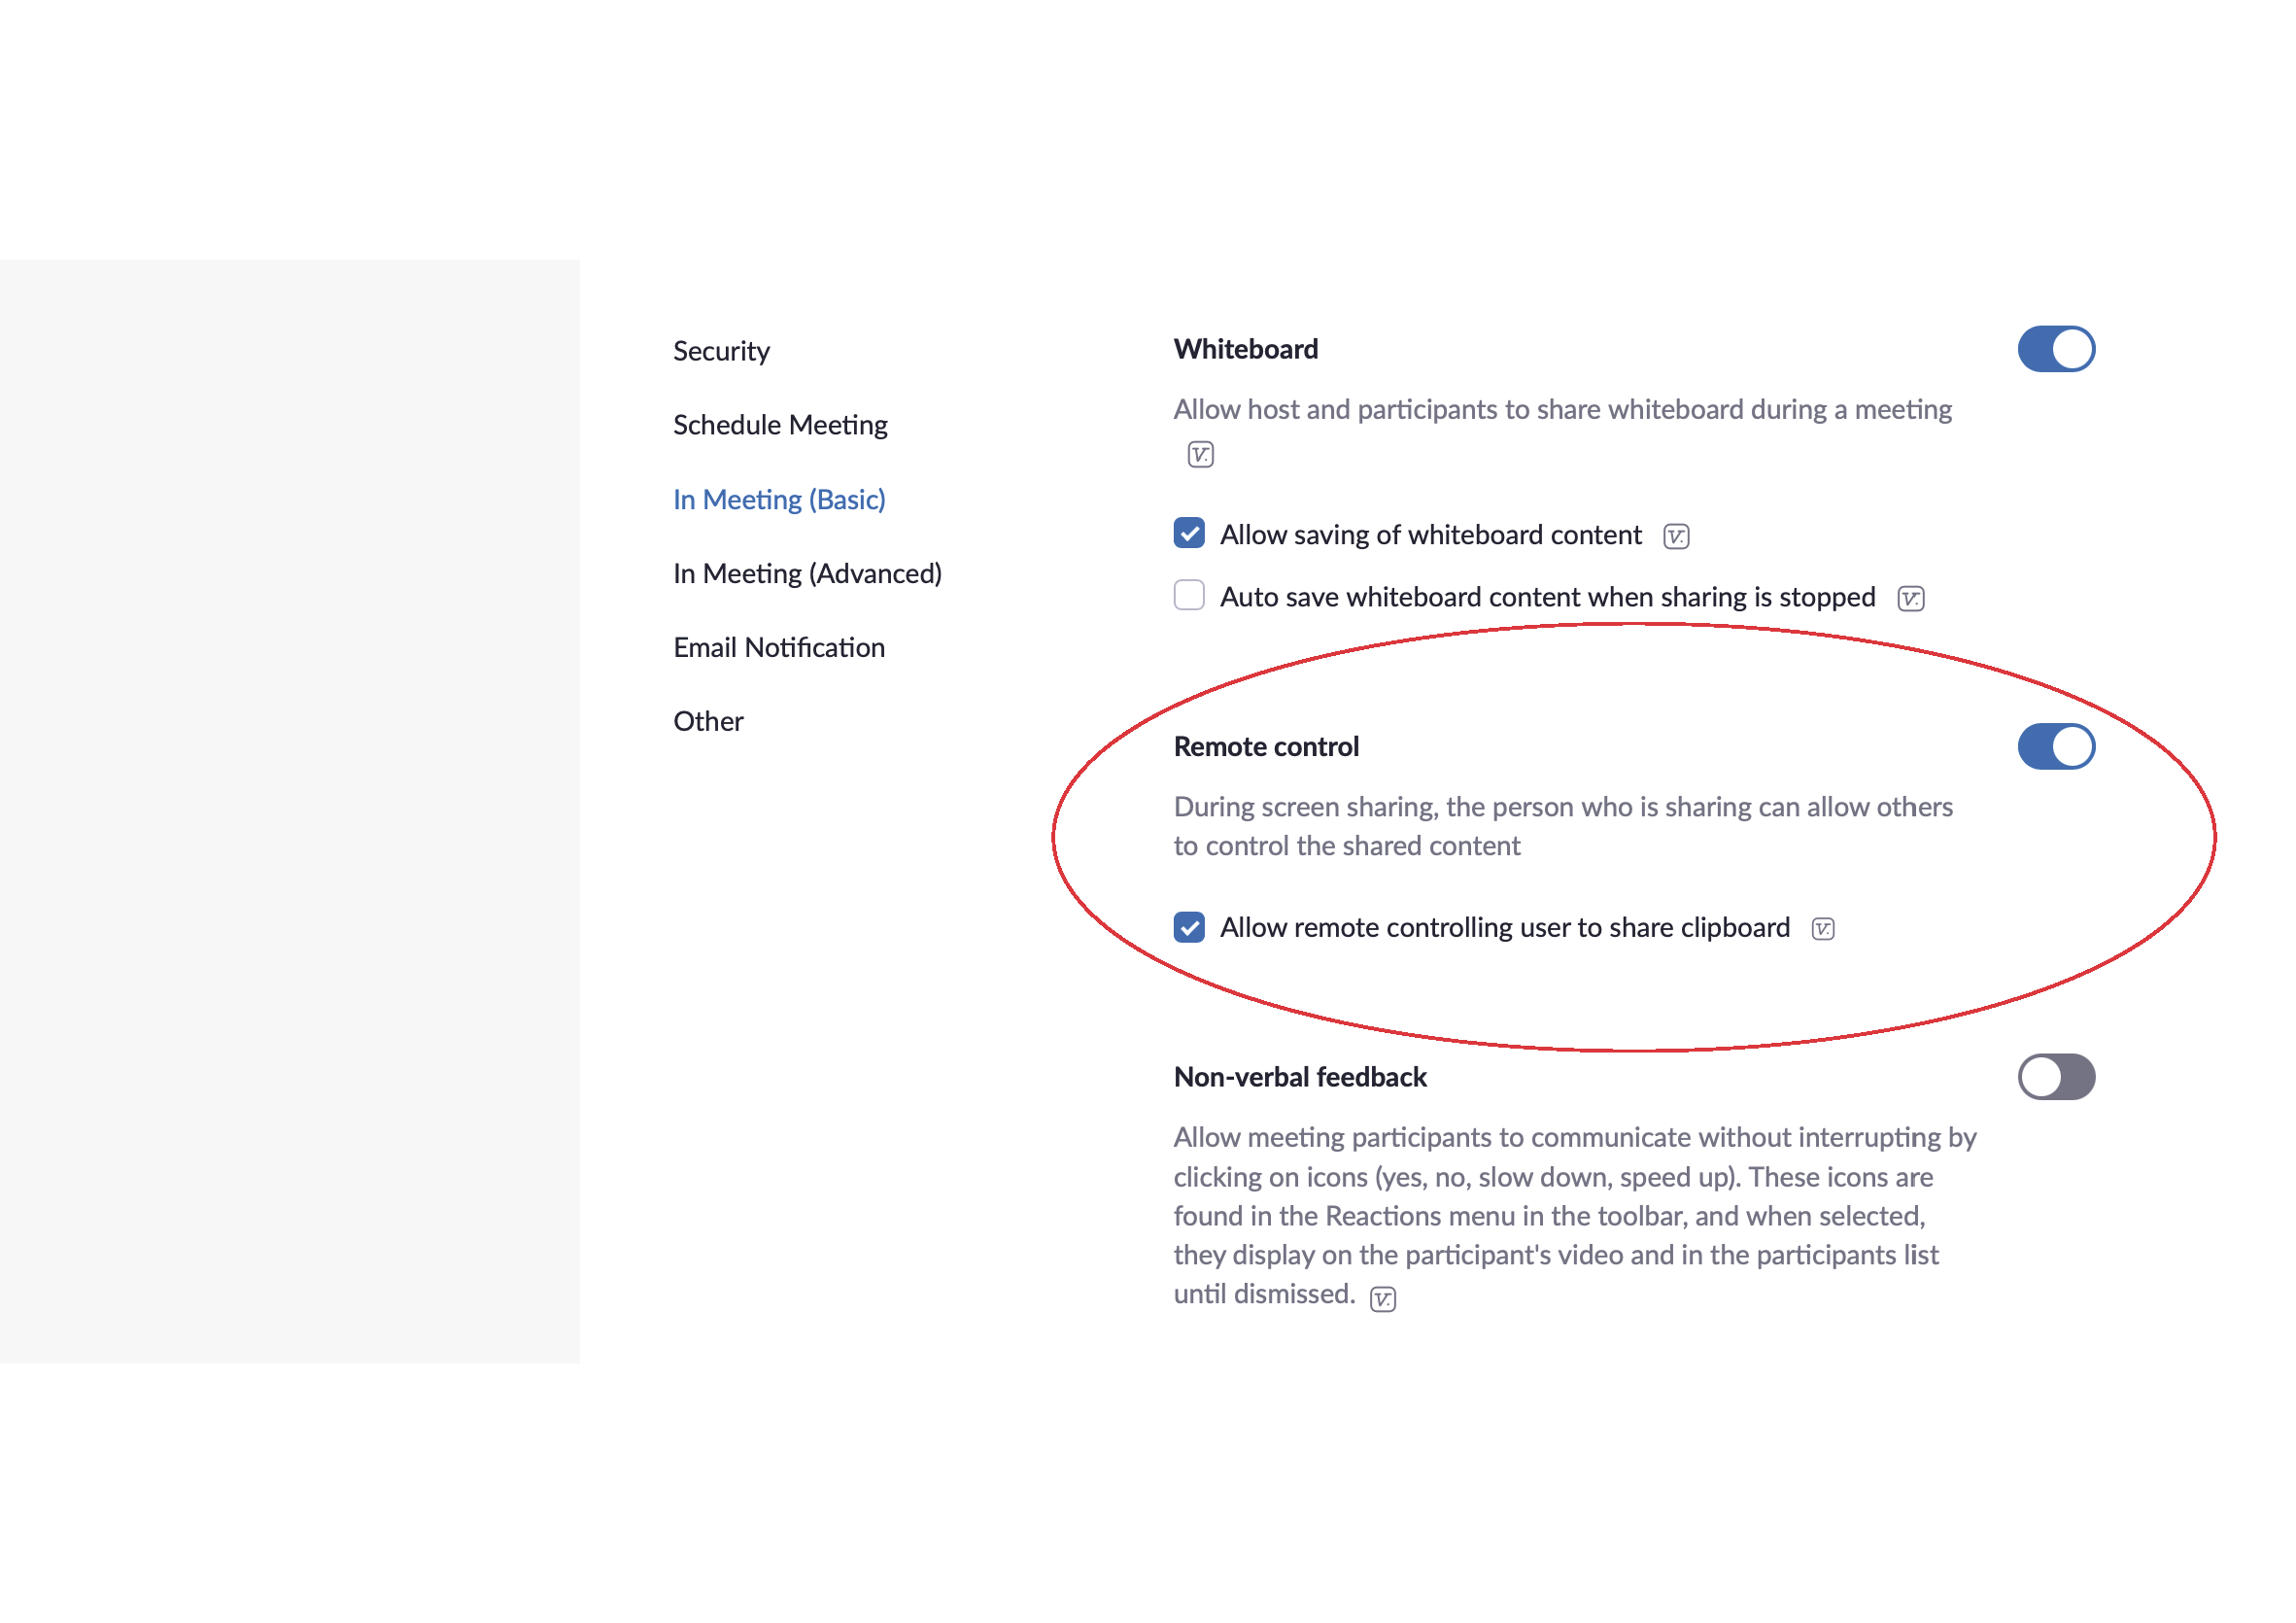 Security
Schedule Meeting
In Meeting (Basic)
In Meeting (Advanced)
Email Notification
Other
Whiteboard
Allow host and participants to share whiteboard during a meeting
V.
Allow saving of whiteboard content V.
Auto save whiteboard content when sharing is stopped V.
Remote control
During screen sharing, the person who is sharing can allow others
to control the shared content
Allow remote controlling user to share clipboard V.
Non-verbal feedback
Allow meeting participants to communicate without interrupting by
clicking on icons (yes, no, slow down, speed up). These icons are
found in the Reactions menu in the toolbar, and when selected,
they display on the participant's video and in the participants list
until dismissed. V.